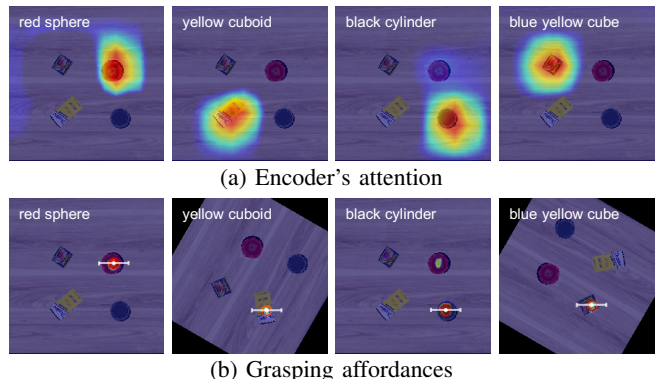 red sphere yellow cuboid black cylinder blue yellow cube
(a) Encoder's attention
red sphere yellow cuboid black cylinder blue yellow cube
(b) Grasping affordances